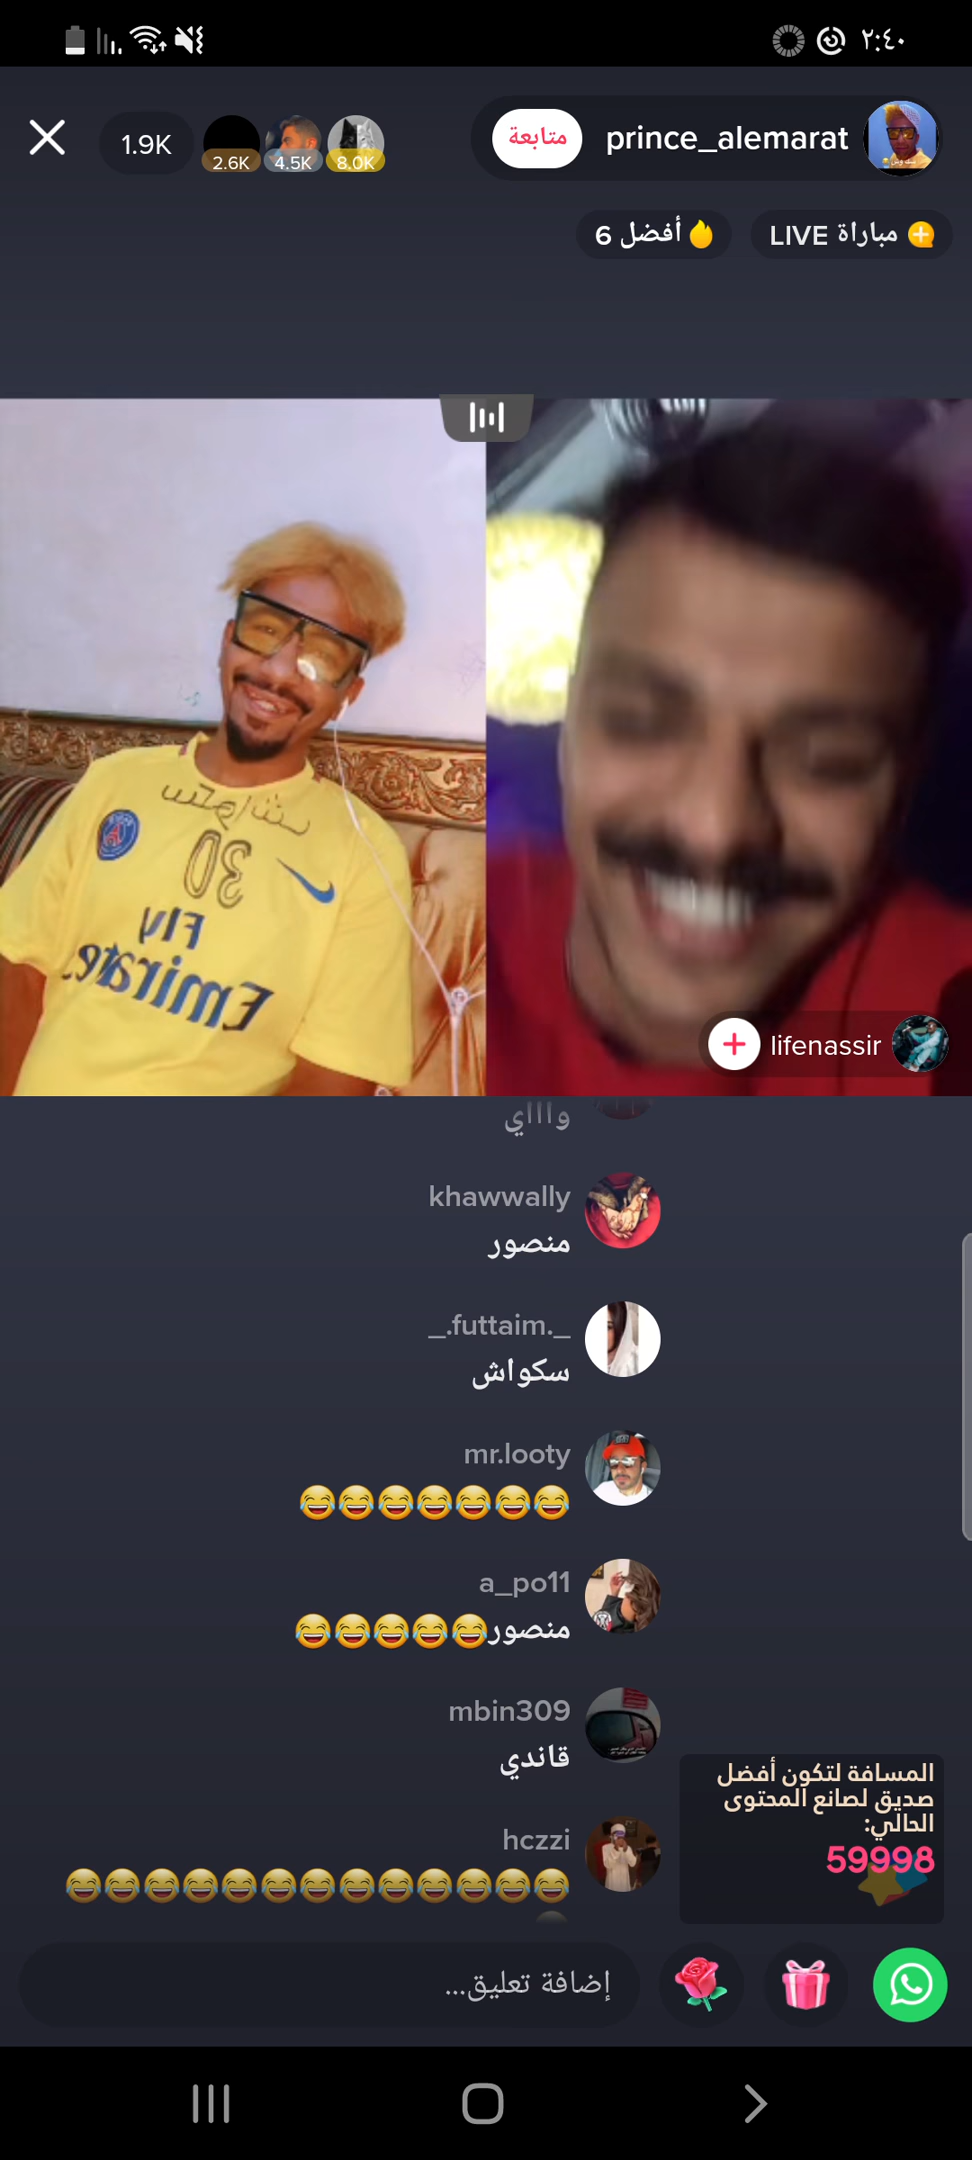 ٢:٤٠
prince_alemarat
متابعة
8.0K
4.5K
2.6K
1.9K
مباراة LIVE
أفضل 6
30
Fly
Emirates
lifenassir
واااي
khawwally
منصور
_.futtaim._
سكواش
mr.looty
😂😂😂😂😂😂😂
a_po11
منصور😂😂😂😂😂
mbin309
قاندي
hczzi
😂😂😂😂😂😂😂😂😂😂😂😂😂
المسافة لتكون أفضل
صديق لصانع المحتوى
الحالي:
59998
إضافة تعليق...